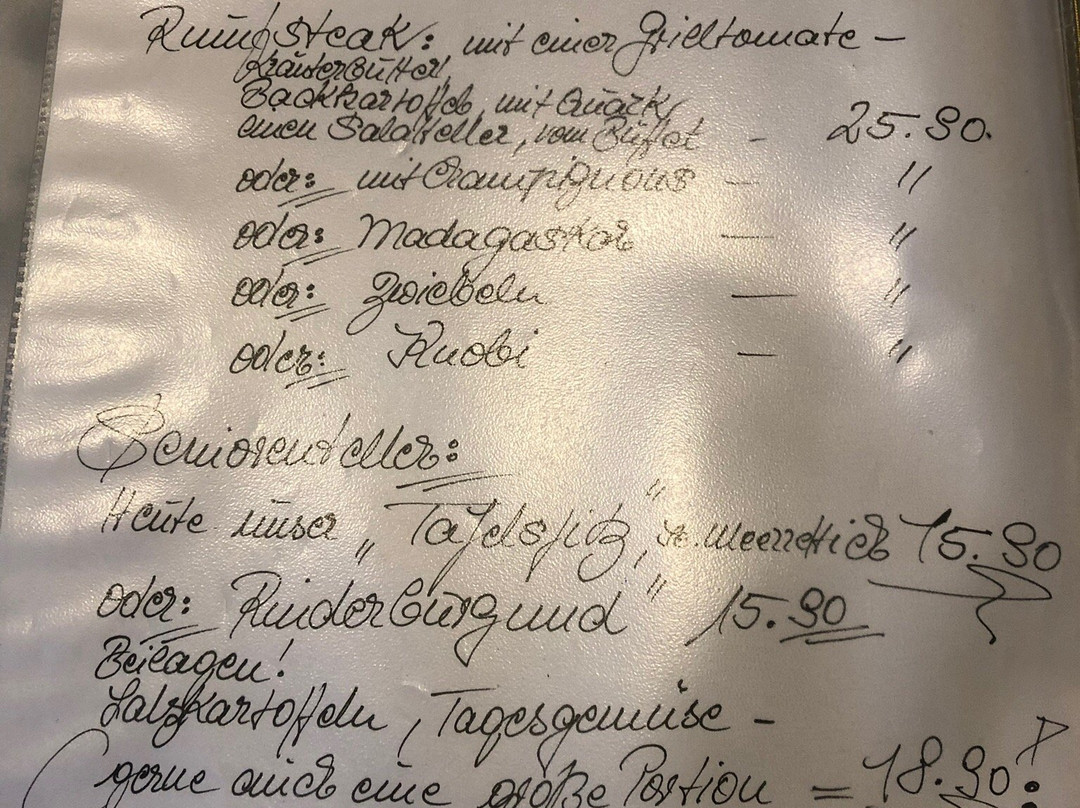 Rumpsteak: mit einer Grilltomate -
Kräuterbutter!
Backkartoffeln, mit Quark,
einen Salatteller, vom Büffet - 25.90.
oder: mit Champignons - "
oder: Madagaskar - "
oder: Zwiebeln - "
oder: Knobi - "
Seniorenteller:
Heute unser „Tafelspitz", Meerrettich 15.90
oder: Rinderburgund" 15.90
Beilagen!
Salzkartoffeln, Tagesgemüse -
(gerne auch eine große Portion = 18.90!